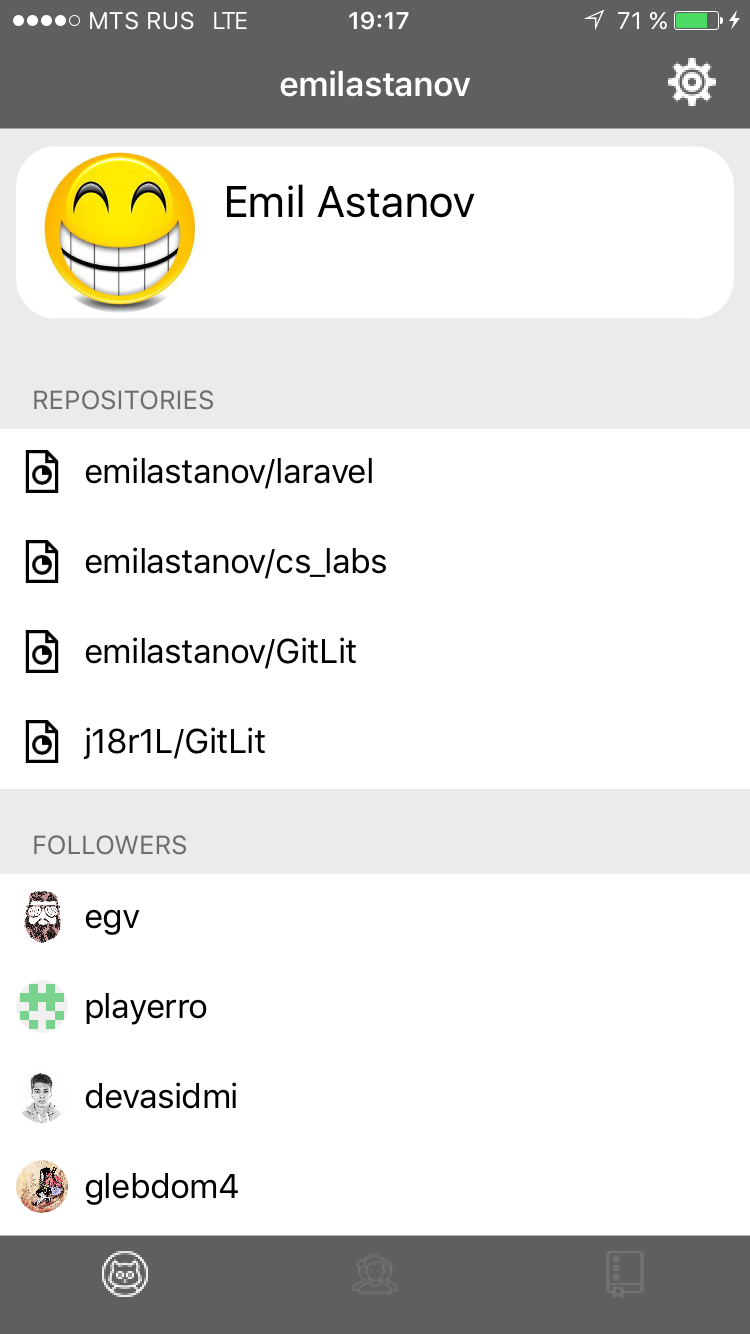 MTS RUS LTE 19:17 71 %
emilastanov
Emil Astanov
REPOSITORIES
emilastanov/laravel
emilastanov/cs_labs
emilastanov/GitLit
j18r1L/GitLit
FOLLOWERS
egv
playerro
devasidmi
glebdom4